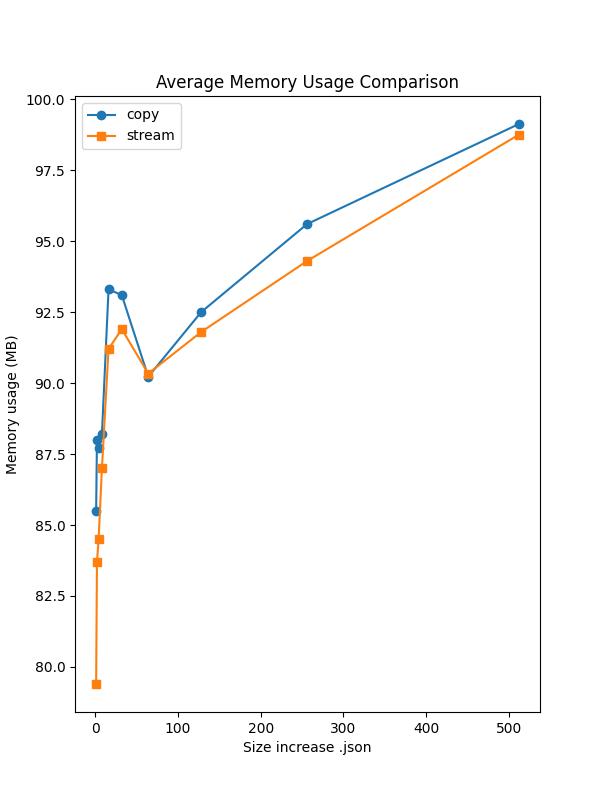 Average Memory Usage Comparison
copy
stream
100.0
97.5
95.0
92.5
90.0
87.5
85.0
82.5
80.0
Memory usage (MB)
0 100 200 300 400 500
Size increase .json